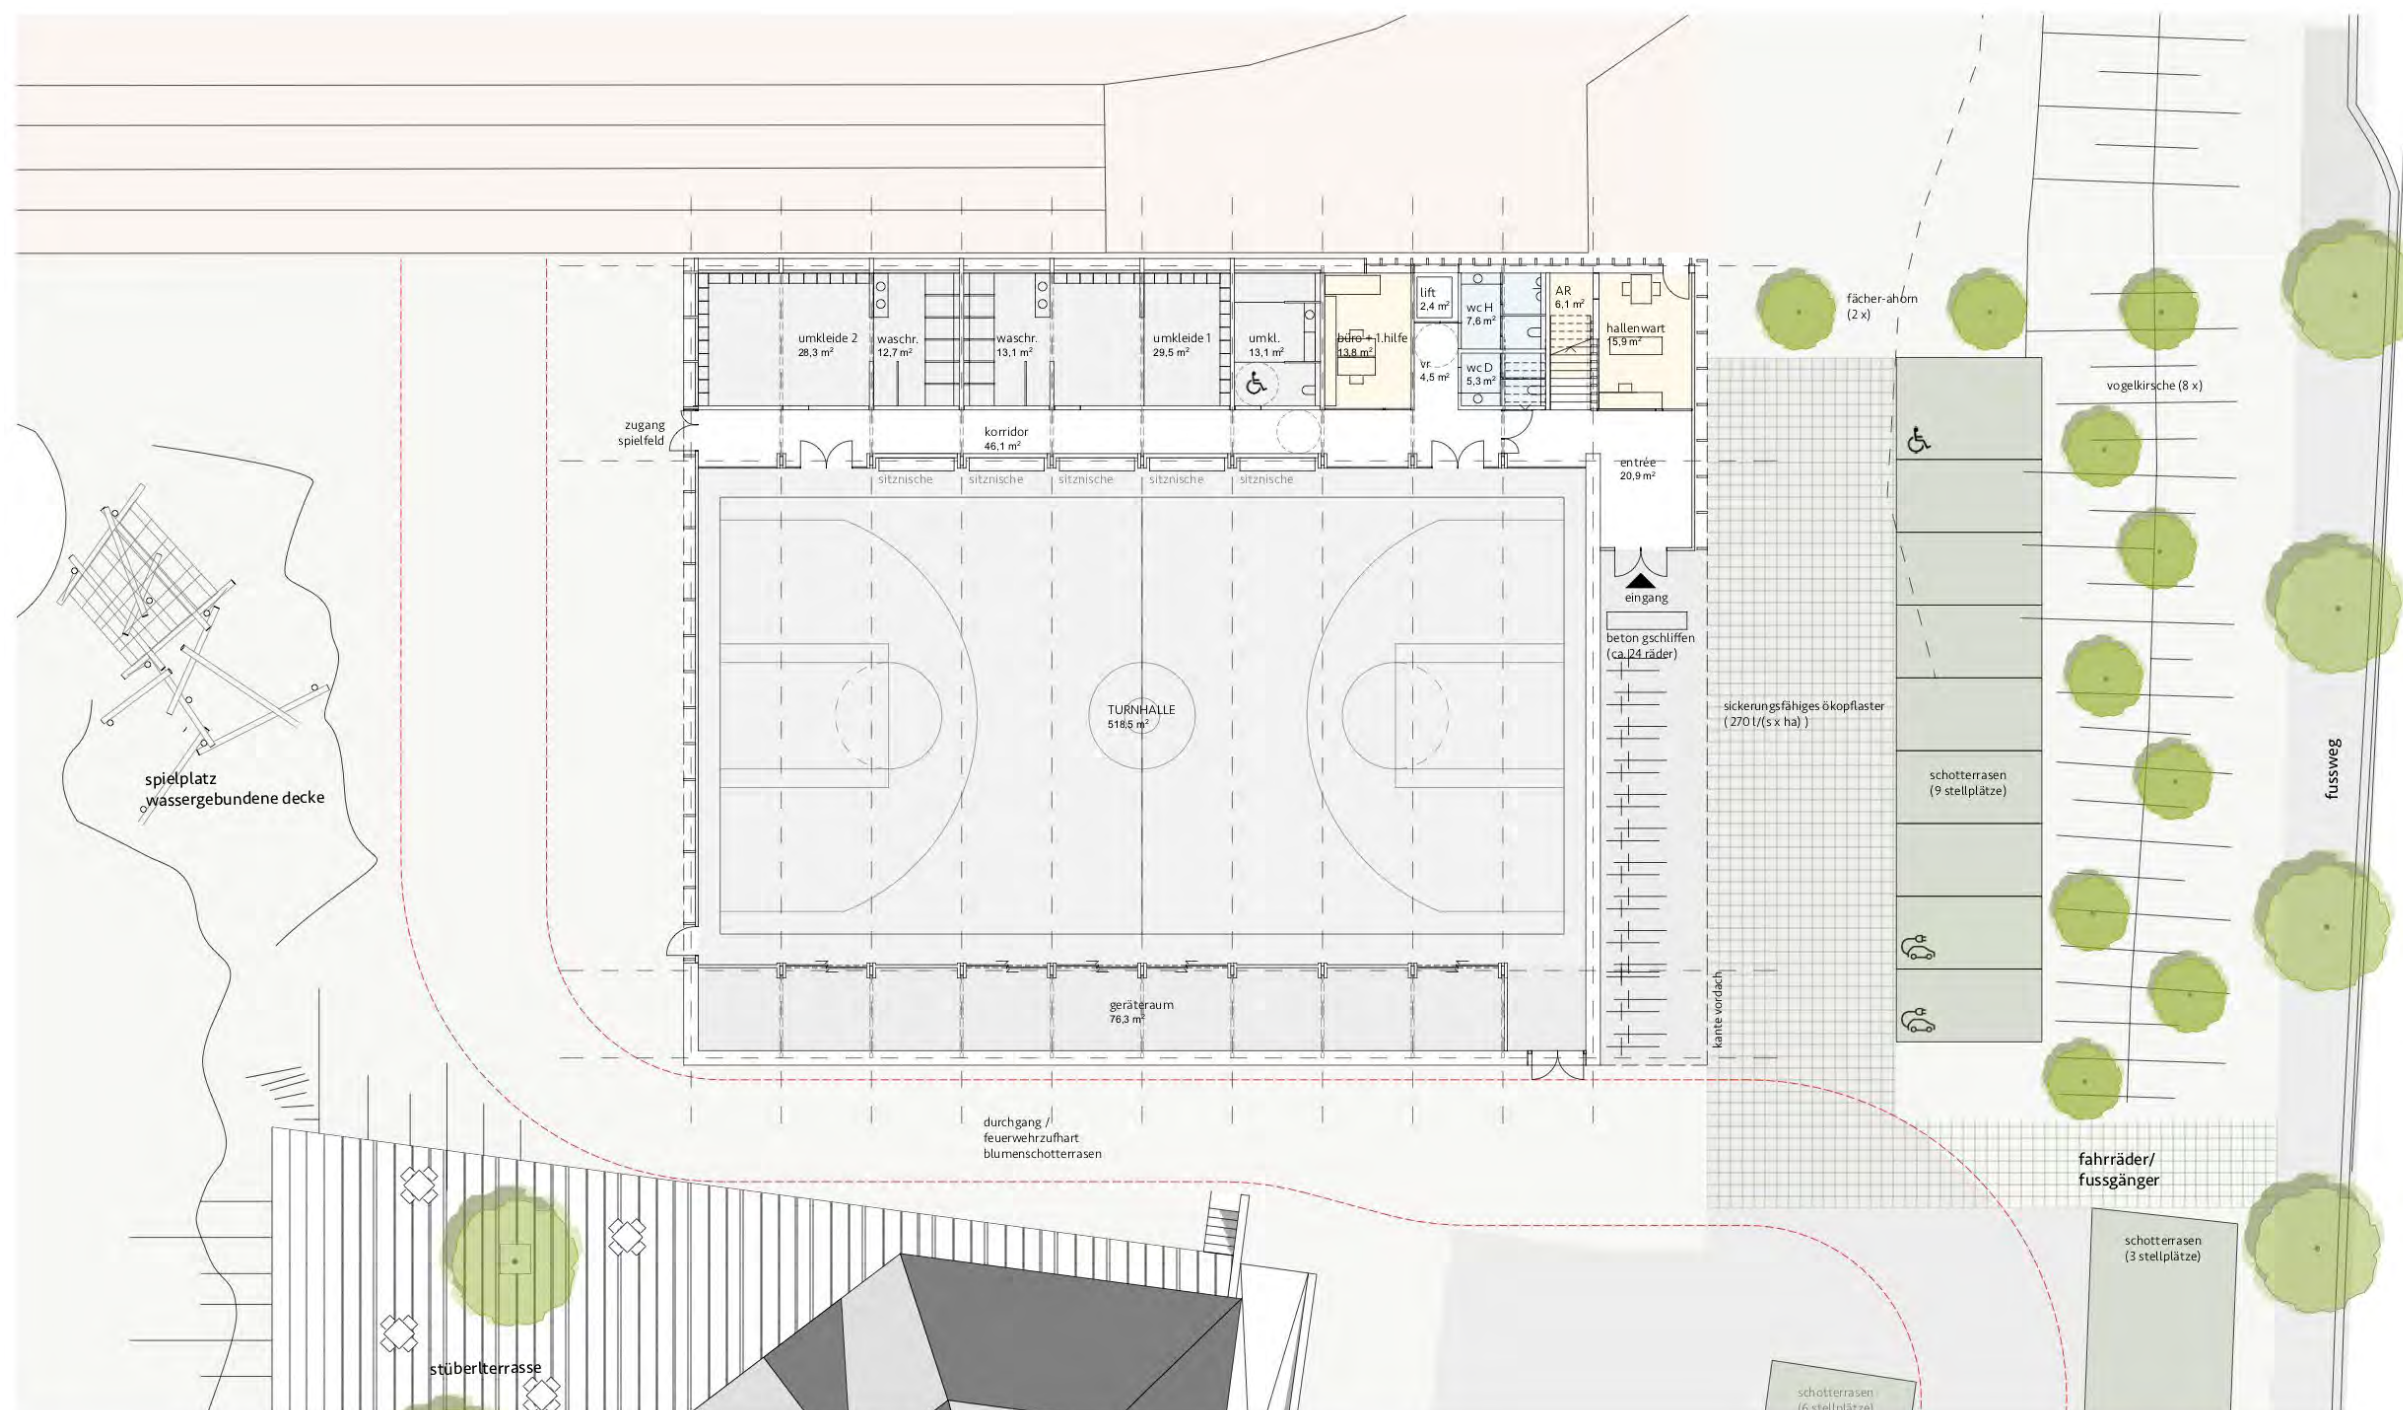 fächer-ahorn
(2 x)
lift
2,4 m²
wc H
7,6 m²
AR
6,1 m²
hallenwart
15,9 m²
umkleide 2
28,3 m²
waschr.
12,7 m²
waschr.
13,1 m²
umkleide 1
29,5 m²
umkl.
13,1 m²
büro + 1.hilfe
13,8 m²
4,5 m²
wc D
5,3 m²
vogelkirsche (8 x)
zugang
spielfeld
korridor
46,1 m²
entrée
20,9 m²
sitznische
sitznische
sitznische
sitznische
sitznische
eingang
beton gschliffen
(ca. 24 räder)
TURNHALLE
518,5 m²
sickerungsfähiges ökopflaster
( 270 l/(s x ha) )
spielplatz
wassergebundene decke
schotterrasen
(9 stellplätze)
fussweg
geräteraum
76,3 m²
kante vordach
durchgang /
feuerwehrzufhart
blumenschotterrasen
fahrräder/
fussgänger
schotterrasen
(3 stellplätze)
stüberlterrasse
schotterrasen
(6 stellplätze)